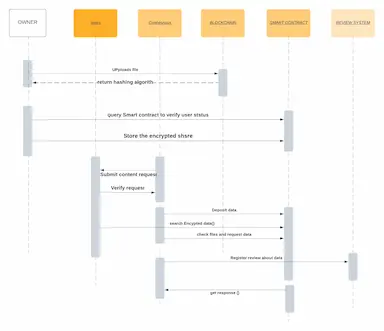 OWNER
BLOCKCHAIN
SMART CONTRACT
REVIEW SYSTEM
UPloades file
return hashing algorith
query Smart contract to verify user status
Store the encrypted share
Submit content request
Verify request
Deposit data
search Encrypted data()
check files and request data
Register review about data
get response ()